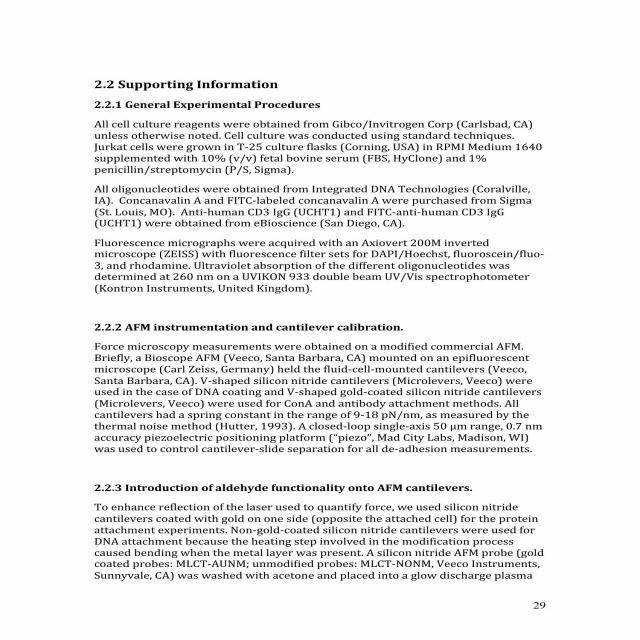 2.2 Supporting Information
2.2.1 General Experimental Procedures
All cell culture reagents were obtained from Gibco/Invitrogen Corp (Carlsbad, CA)
unless otherwise noted. Cell culture was conducted using standard techniques.
Jurkat cells were grown in T-25 culture flasks (Corning, USA) in RPMI Medium 1640
supplemented with 10% (v/v) fetal bovine serum (FBS, HyClone) and 1%
penicillin/streptomycin (P/S, Sigma).
All oligonucleotides were obtained from Integrated DNA Technologies (Coralville,
IA).  Concanavalin A and FITC-labeled concanavalin A were purchased from Sigma
(St. Louis, MO).  Anti-human CD3 IgG (UCHT1) and FITC-anti-human CD3 IgG
(UCHT1) were obtained from eBioscience (San Diego, CA).
Fluorescence micrographs were acquired with an Axiovert 200M inverted
microscope (ZEISS) with fluorescence filter sets for DAPI/Hoechst, fluoroscein/fluo-
3, and rhodamine. Ultraviolet absorption of the different oligonucleotides was
determined at 260 nm on a UVIKON 933 double beam UV/Vis spectrophotometer
(Kontron Instruments, United Kingdom).
2.2.2 AFM instrumentation and cantilever calibration.
Force microscopy measurements were obtained on a modified commercial AFM.
Briefly, a Bioscope AFM (Veeco, Santa Barbara, CA) mounted on an epifluorescent
microscope (Carl Zeiss, Germany) held the fluid-cell-mounted cantilevers (Veeco,
Santa Barbara, CA). V-shaped silicon nitride cantilevers (Microlevers, Veeco) were
used in the case of DNA coating and V-shaped gold-coated silicon nitride cantilevers
(Microlevers, Veeco) were used for ConA and antibody attachment methods. All
cantilevers had a spring constant in the range of 9-18 pN/nm, as measured by the
thermal noise method (Hutter, 1993). A closed-loop single-axis 50 µm range, 0.7 nm
accuracy piezoelectric positioning platform ("piezo", Mad City Labs, Madison, WI)
was used to control cantilever-slide separation for all de-adhesion measurements.
2.2.3 Introduction of aldehyde functionality onto AFM cantilevers.
To enhance reflection of the laser used to quantify force, we used silicon nitride
cantilevers coated with gold on one side (opposite the attached cell) for the protein
attachment experiments. Non-gold-coated silicon nitride cantilevers were used for
DNA attachment because the heating step involved in the modification process
caused bending when the metal layer was present. A silicon nitride AFM probe (gold
coated probes: MLCT-AUNM; unmodified probes: MLCT-NONM, Veeco Instruments,
Sunnyvale, CA) was washed with acetone and placed into a glow discharge plasma
29